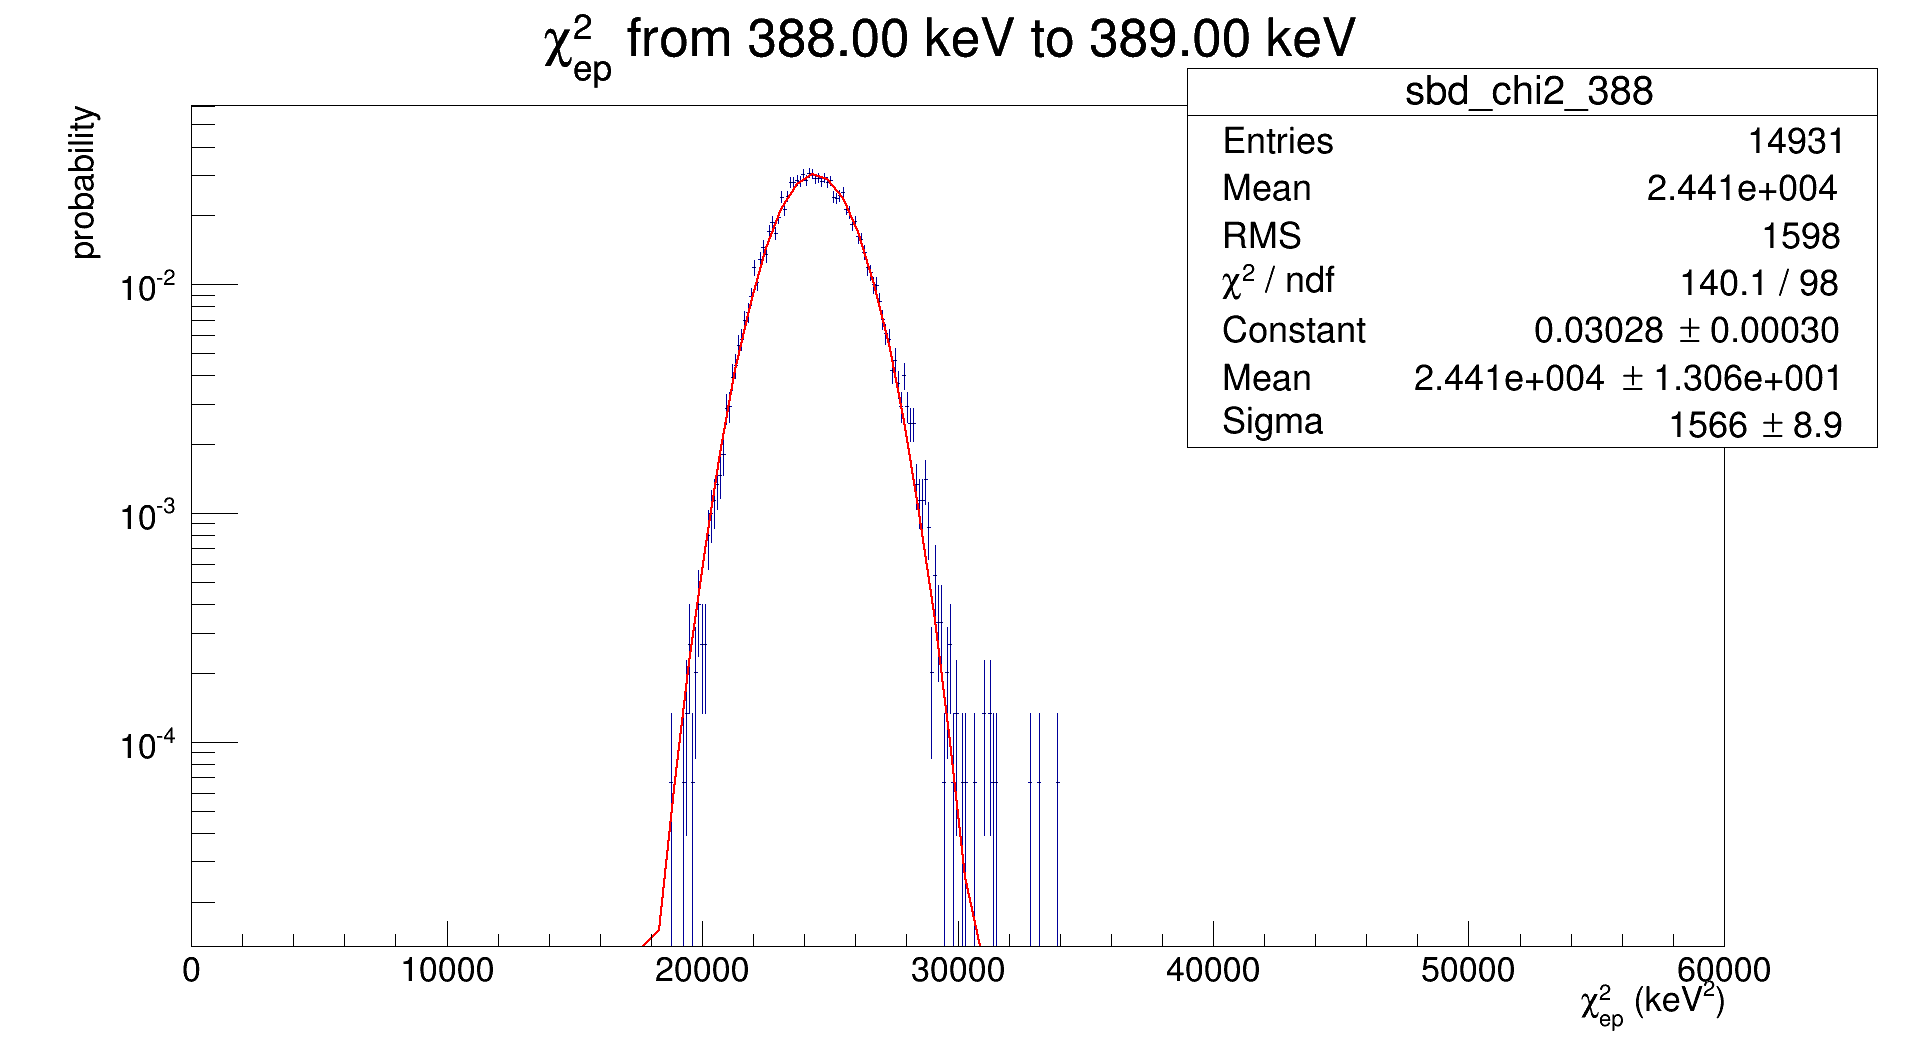 χ²ep from 388.00 keV to 389.00 keV
sbd_chi2_388
Entries 14931
Mean 2.441e+004
RMS 1598
χ² / ndf 140.1 / 98
Constant 0.03028 ± 0.00030
Mean 2.441e+004 ± 1.306e+001
Sigma 1566 ± 8.9
probability
10⁻²
10⁻³
10⁻⁴
0 10000 20000 30000 40000 50000 60000
χ²ep (keV²)